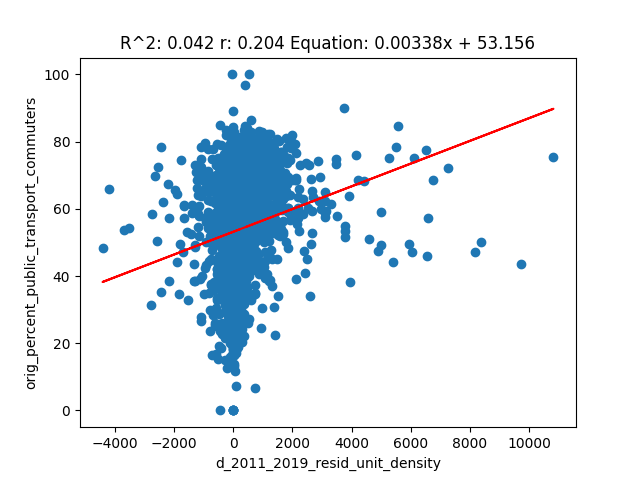 R^2: 0.042 r: 0.204 Equation: 0.00338x + 53.156
100
80
60
40
20
0
orig_percent_public_transport_commuters
−4000 −2000 0 2000 4000 6000 8000 10000
d_2011_2019_resid_unit_density